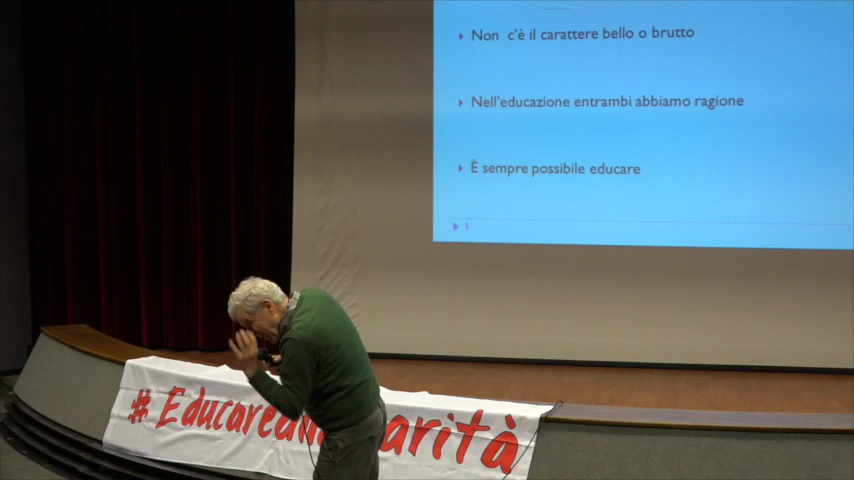 Non c'è il carattere bello o brutto
Nell'educazione entrambi abbiamo ragione
È sempre possibile educare
# Educare arità